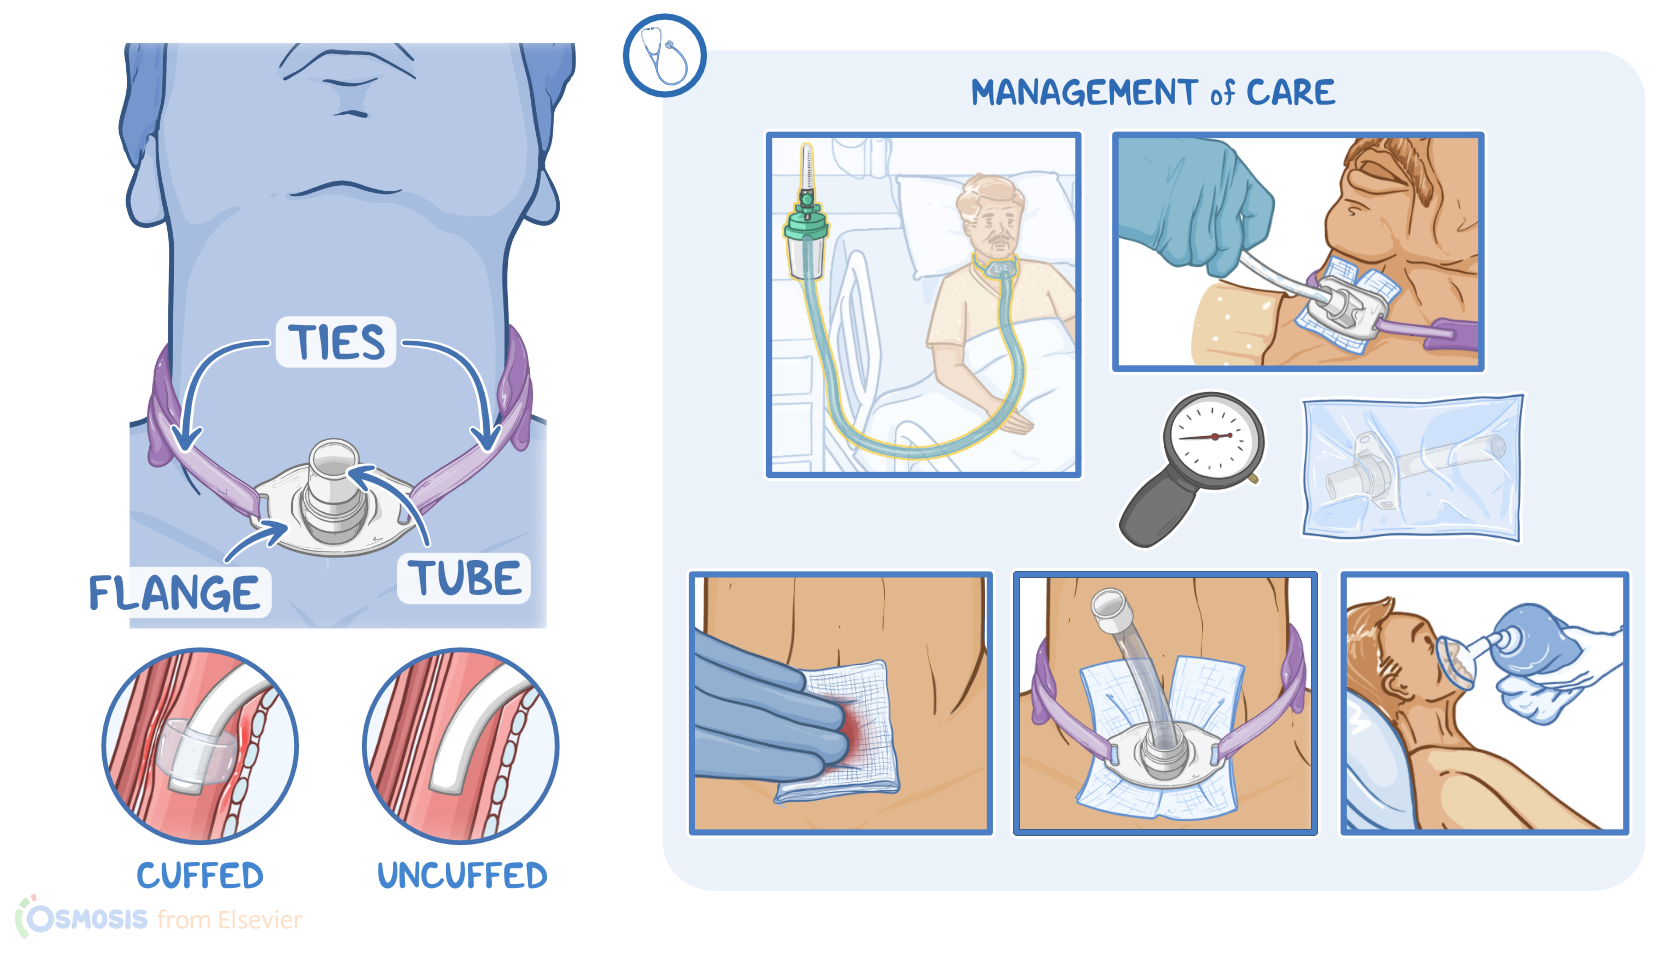 MANAGEMENT of CARE
TIES
FLANGE
TUBE
CUFFED
UNCUFFED
OSMOSIS from Elsevier